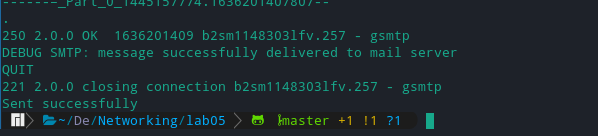 ------=_Part_0_1445157774.1636201407807--
.
250 2.0.0 OK  1636201409 b2sm1148303lfv.257 - gsmtp
DEBUG SMTP: message successfully delivered to mail server
QUIT
221 2.0.0 closing connection b2sm1148303lfv.257 - gsmtp
Sent successfully
~/De/Networking/lab05 master +1 !1 ?1